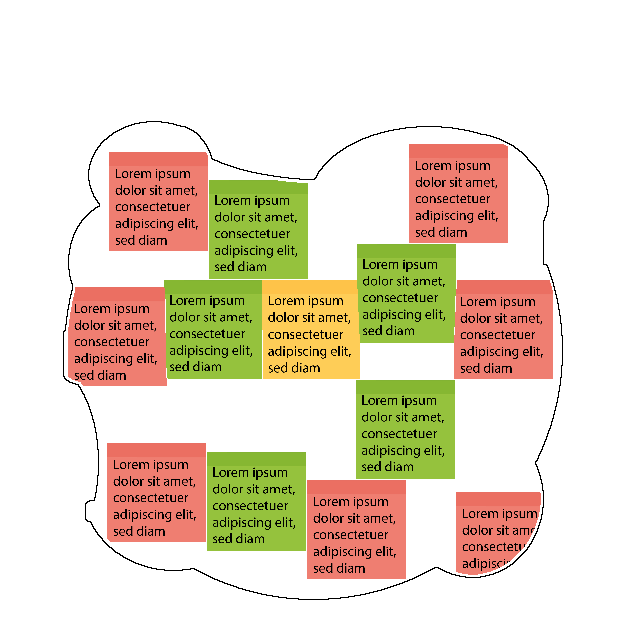 Lorem ipsum
dolor sit amet,
consectetuer
adipiscing elit,
sed diam
Lorem ipsum
dolor sit amet,
consectetuer
adipiscing elit,
sed diam
Lorem ipsum
dolor sit amet,
consectetuer
adipiscing elit,
sed diam
Lorem ipsum
dolor sit amet,
consectetuer
adipiscing elit,
sed diam
Lorem ipsum
dolor sit amet,
consectetuer
adipiscing elit,
sed diam
Lorem ipsum
dolor sit amet,
consectetuer
adipiscing elit,
sed diam
Lorem ipsum
dolor sit amet,
consectetuer
adipiscing elit,
sed diam
Lorem ipsum
dolor sit amet,
consectetuer
adipiscing elit,
sed diam
Lorem ipsum
dolor sit amet,
consectetuer
adipiscing elit,
sed diam
Lorem ipsum
dolor sit amet,
consectetuer
adipiscing elit,
sed diam
Lorem ipsum
dolor sit amet,
consectetuer
adipiscing elit,
sed diam
Lorem ipsum
dolor sit amet,
consectetuer
adipiscing elit,
sed diam
Lorem ipsum
dolor sit